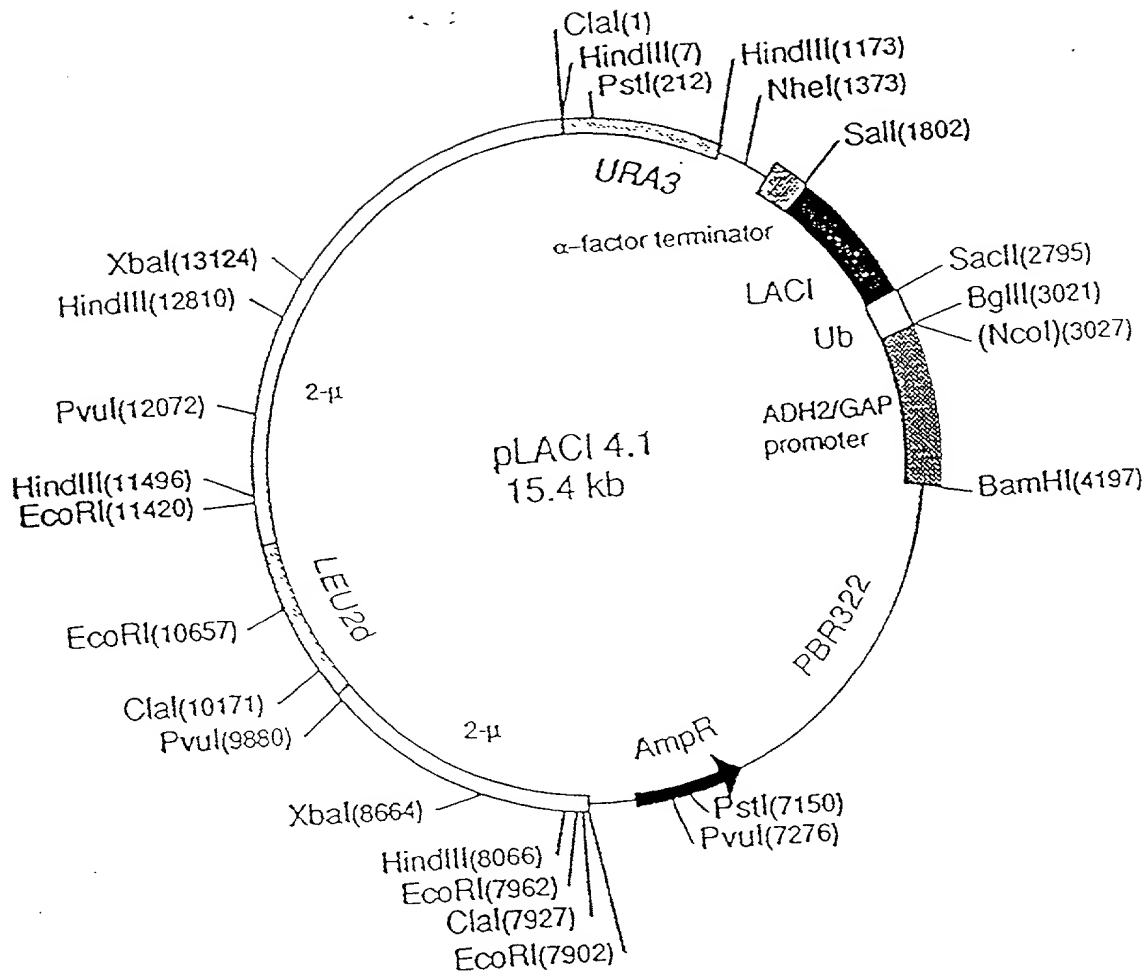 ClaI(1)
HindIII(7)
PstI(212)
HindIII(1173)
NheI(1373)
SalI(1802)
URA3
α-factor terminator
LACI
SacII(2795)
BglII(3021)
(NcoI)(3027)
Ub
ADH2/GAP
promoter
BamHI(4197)
XbaI(13124)
HindIII(12810)
2-μ
PvuI(12072)
pLACI 4.1
15.4 kb
HindIII(11496)
EcoRI(11420)
LEU2d
EcoRI(10657)
PBR322
ClaI(10171)
PvuI(9880)
2-μ
AmpR
XbaI(8664)
PstI(7150)
PvuI(7276)
HindIII(8066)
EcoRI(7962)
ClaI(7927)
EcoRI(7902)